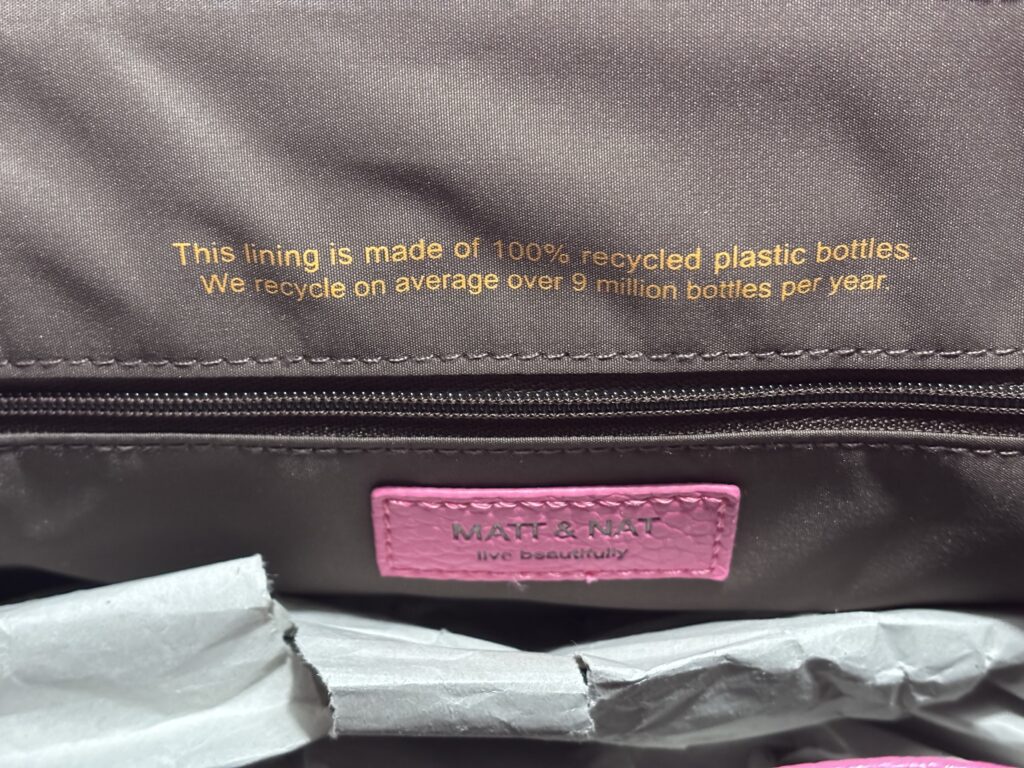 This lining is made of 100% recycled plastic bottles.
We recycle on average over 9 million bottles per year.
MATT & NAT
live beautifully